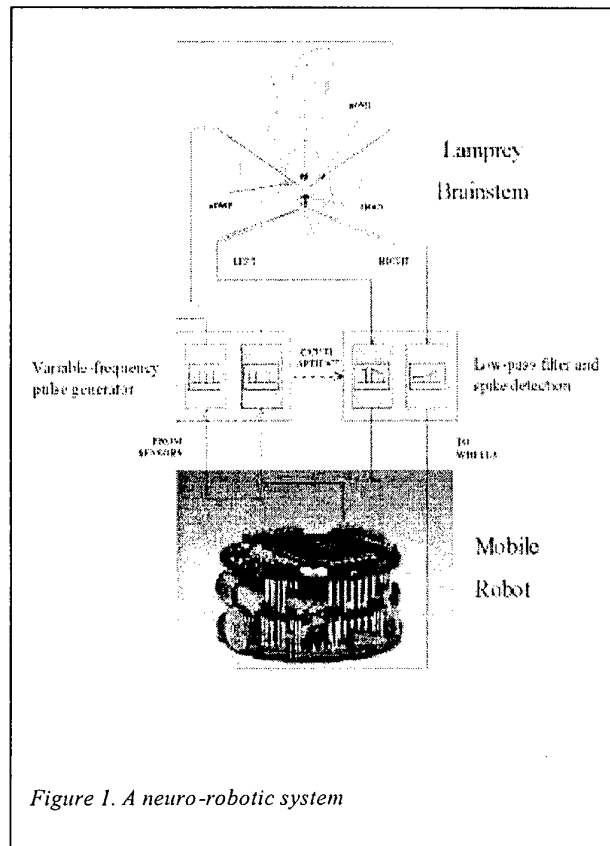 Lamprey
Brainstem
LEFT
RIGHT
Variable-frequency
pulse generator
Low-pass filter and
spike detection
FROM
SENSORS
TO
WHEELS
Mobile
Robot
Figure 1. A neuro-robotic system